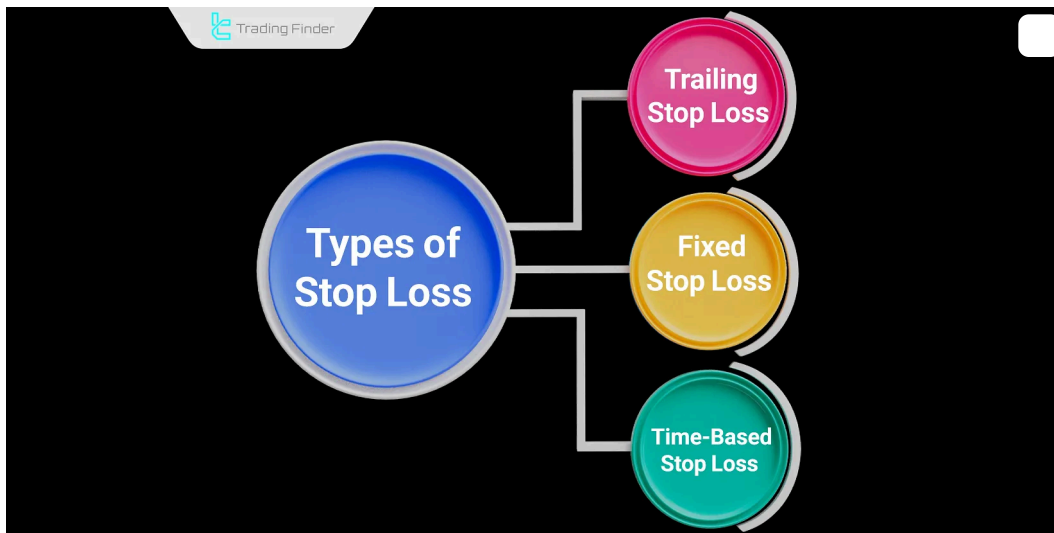 Trading Finder
Types of
Stop Loss
Trailing
Stop Loss
Fixed
Stop Loss
Time-Based
Stop Loss